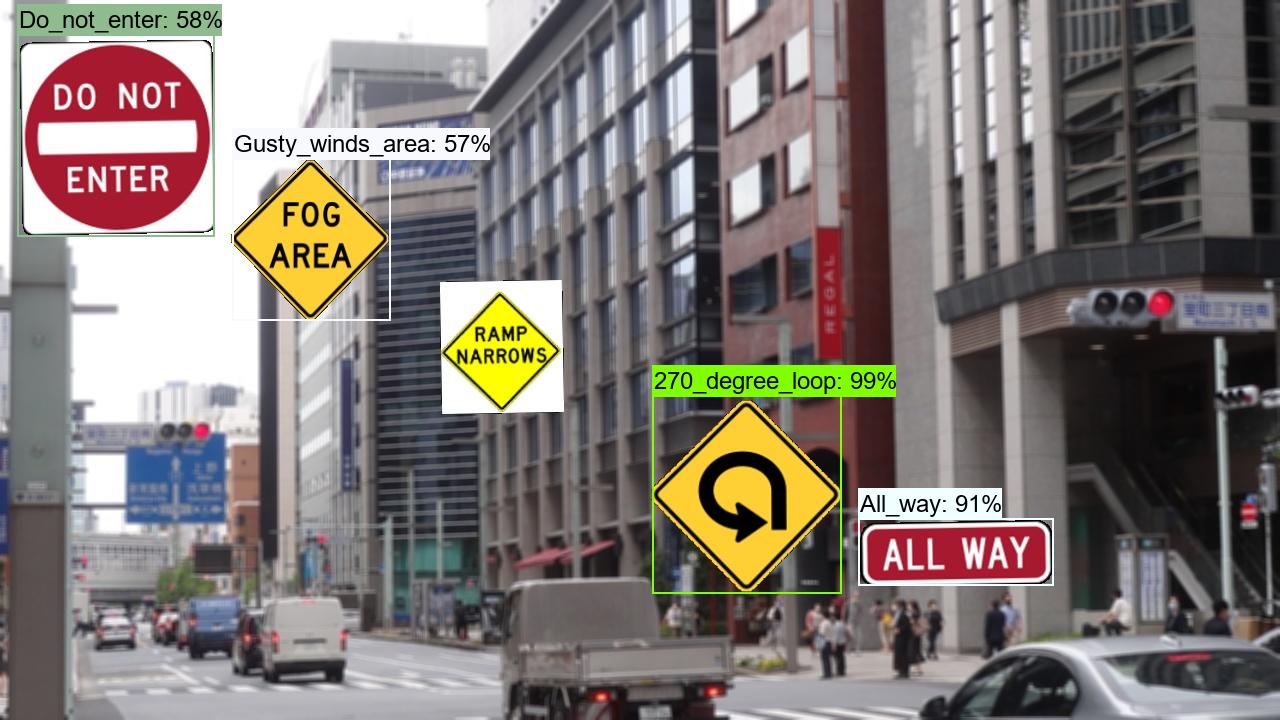 Do_not_enter: 58%
DO NOT
ENTER
Gusty_winds_area: 57%
FOG
AREA
RAMP
NARROWS
REGAL
270_degree_loop: 99%
All_way: 91%
ALL WAY